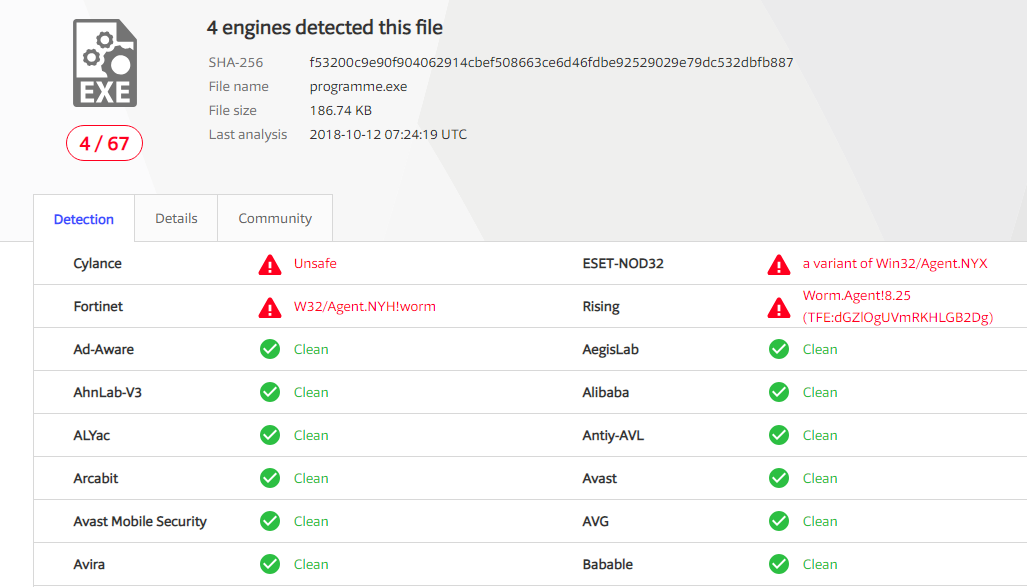 4 engines detected this file
SHA-256 f53200c9e90f904062914cbef508663ce6d46fdbe92529029e79dc532dbfb887
File name programme.exe
File size 186.74 KB
Last analysis 2018-10-12 07:24:19 UTC
EXE
4 / 67
Detection Details Community
Cylance Unsafe ESET-NOD32 a variant of Win32/Agent.NYX
Fortinet W32/Agent.NYH!worm Rising Worm.Agent!8.25
(TFE:dGZlOgUVmRKHLGB2Dg)
Ad-Aware Clean AegisLab Clean
AhnLab-V3 Clean Alibaba Clean
ALYac Clean Antiy-AVL Clean
Arcabit Clean Avast Clean
Avast Mobile Security Clean AVG Clean
Avira Clean Babable Clean